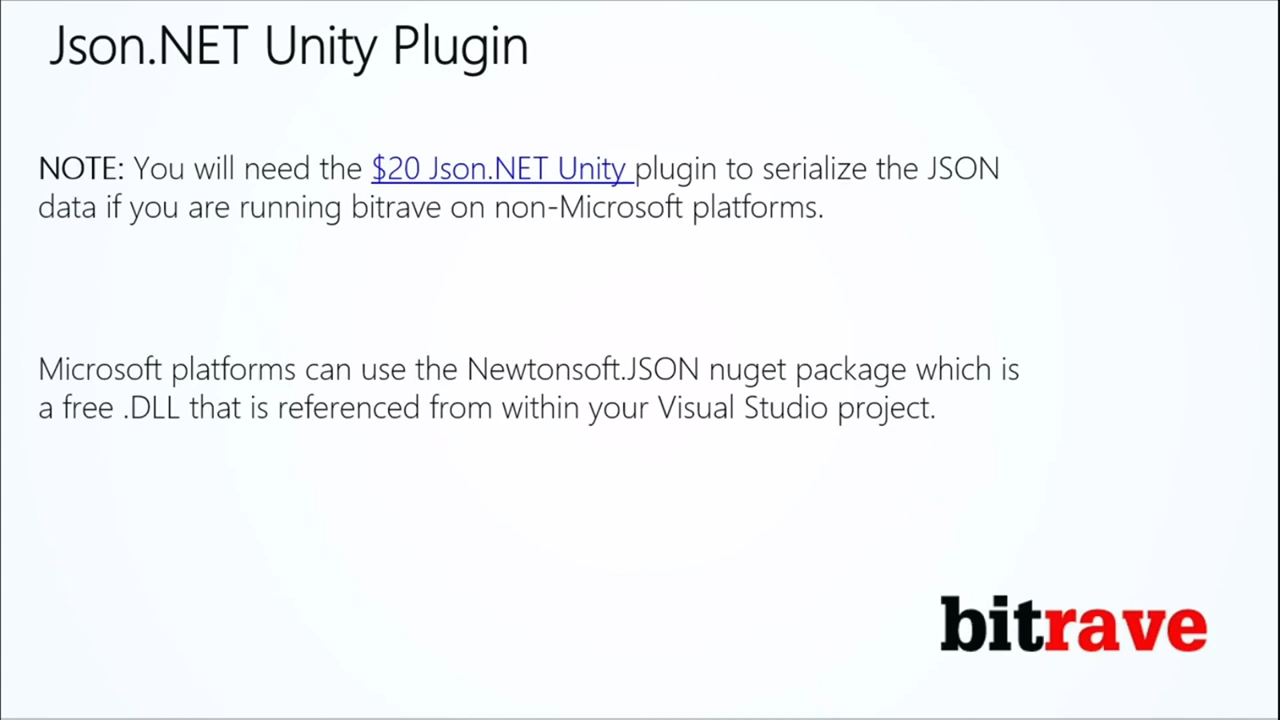 Json.NET Unity Plugin
NOTE: You will need the $20 Json.NET Unity plugin to serialize the JSON
data if you are running bitrave on non-Microsoft platforms.
Microsoft platforms can use the Newtonsoft.JSON nuget package which is
a free .DLL that is referenced from within your Visual Studio project.
bitrave